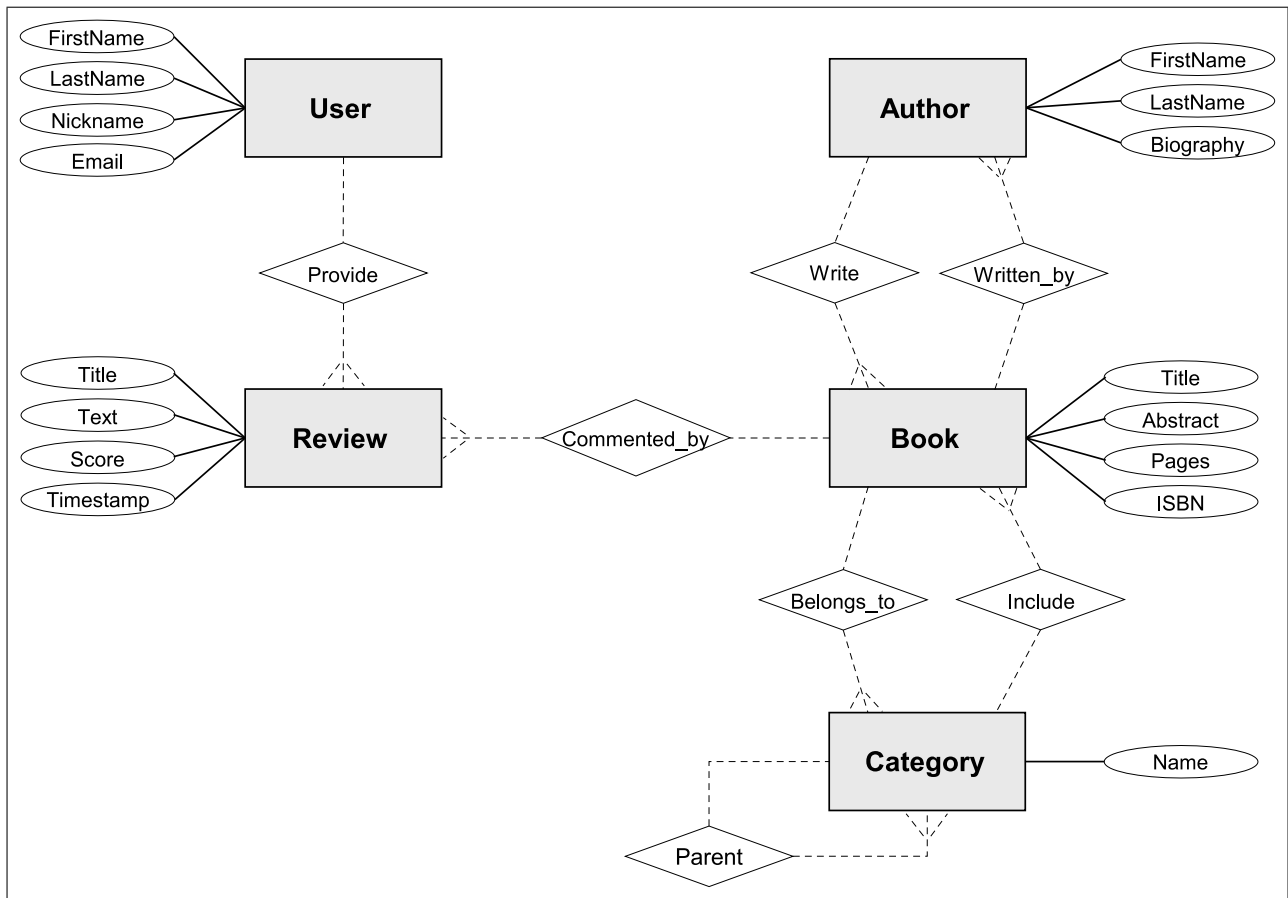 FirstName
LastName
Nickname
Email
User
Author
FirstName
LastName
Biography
Provide
Write
Written_by
Title
Text
Score
Timestamp
Review
Commented_by
Book
Title
Abstract
Pages
ISBN
Belongs_to
Include
Category
Name
Parent